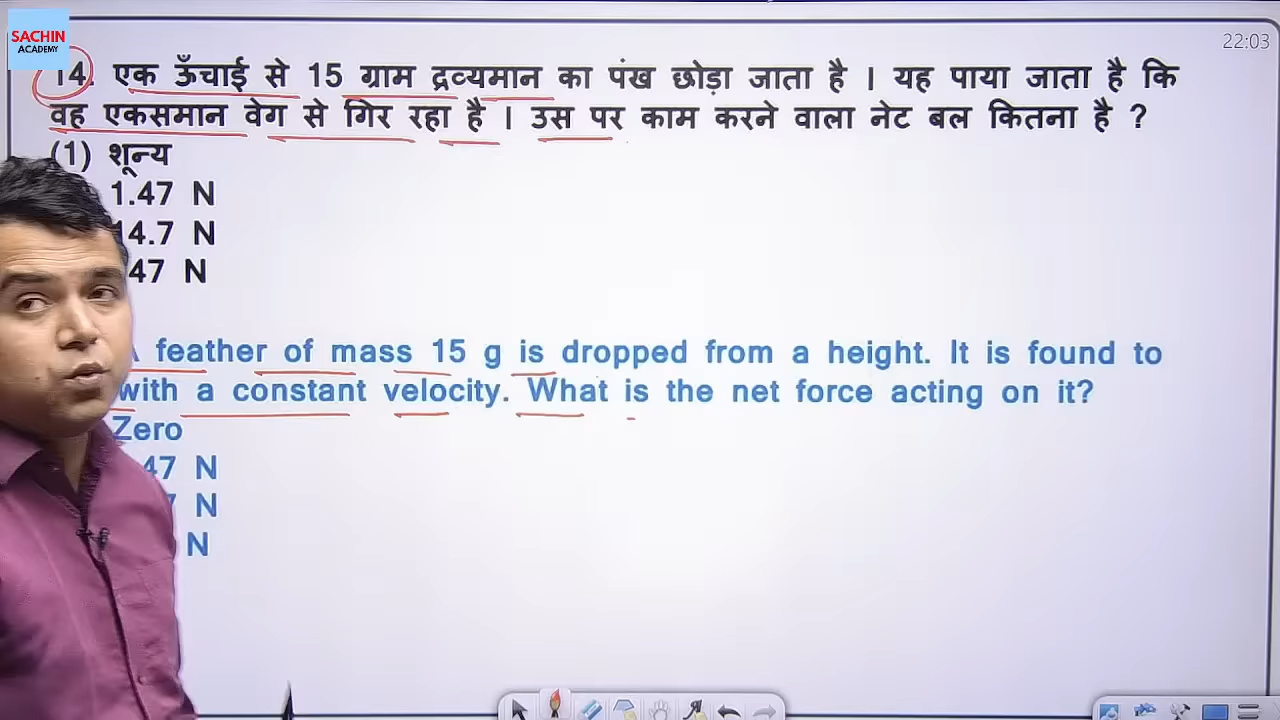 SACHIN
ACADEMY
22:03
14. एक ऊँचाई से 15 ग्राम द्रव्यमान का पंख छोड़ा जाता है । यह पाया जाता है कि
वह एकसमान वेग से गिर रहा है । उस पर काम करने वाला नेट बल कितना है ?
(1) शून्य
1.47 N
14.7 N
47 N
feather of mass 15 g is dropped from a height. It is found to
with a constant velocity. What is the net force acting on it?
Zero
47 N
N
N